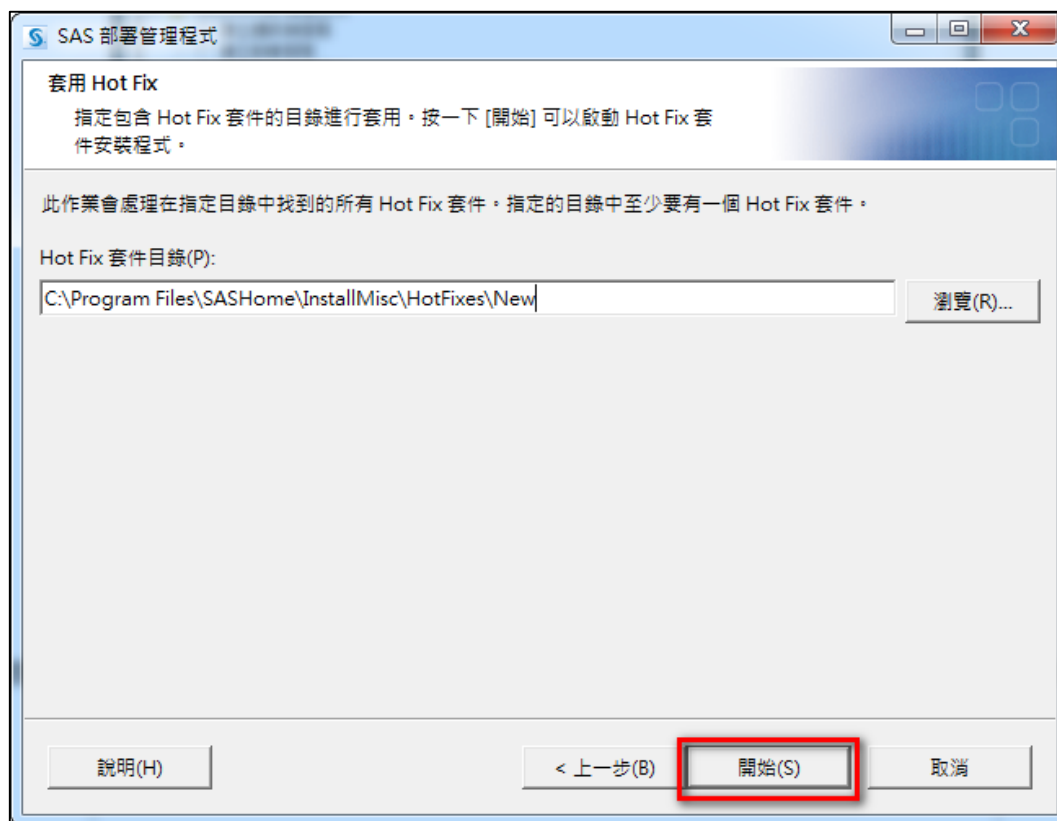 SAS 部署管理程式
套用 Hot Fix
指定包含 Hot Fix 套件的目錄進行套用。按一下 [開始] 可以啟動 Hot Fix 套
件安裝程式。
此作業會處理在指定目錄中找到的所有 Hot Fix 套件。指定的目錄中至少要有一個 Hot Fix 套件。
Hot Fix 套件目錄(P):
C:\Program Files\SASHome\InstallMisc\HotFixes\New
瀏覽(R)...
說明(H)
< 上一步(B)
開始(S)
取消